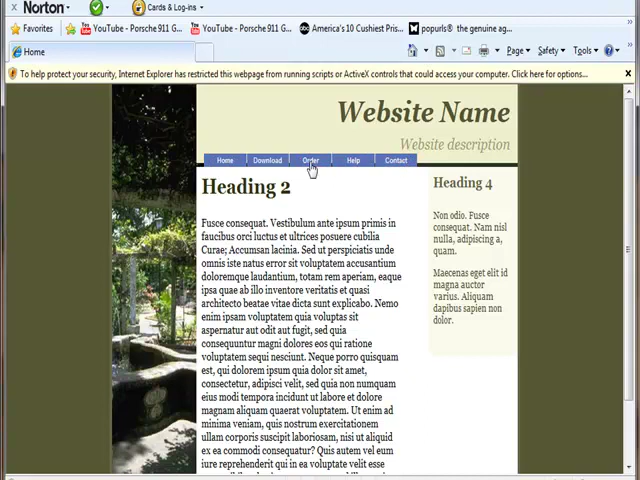 x Norton Cards & Log-ins
Favorites YouTube - Porsche 911 G... YouTube - Porsche 911 G... abc America's 10 Cushiest Pris... popurls® the genuine ag...
Home Page Safety Tools
To help protect your security, Internet Explorer has restricted this webpage from running scripts or ActiveX controls that could access your computer. Click here for options... x
Website Name
Website description
Home Download Order Help Contact
Heading 2
Fusce consequat. Vestibulum ante ipsum primis in
faucibus orci luctus et ultrices posuere cubilia
Curae; Accumsan lacinia. Sed ut perspiciatis unde
omnis iste natus error sit voluptatem accusantium
doloremque laudantium, totam rem aperiam, eaque
ipsa quae ab illo inventore veritatis et quasi
architecto beatae vitae dicta sunt explicabo. Nemo
enim ipsam voluptatem quia voluptas sit
aspernatur aut odit aut fugit, sed quia
consequuntur magni dolores eos qui ratione
voluptatem sequi nesciunt. Neque porro quisquam
est, qui dolorem ipsum quia dolor sit amet,
consectetur, adipisci velit, sed quia non numquam
eius modi tempora incidunt ut labore et dolore
magnam aliquam quaerat voluptatem. Ut enim ad
minima veniam, quis nostrum exercitem
ullam corporis suscipit laboriosam, nisi ut aliquid
ex ea commodi consequatur? Quis autem vel eum
iure reprehenderit qui in ea voluptate velit esse
Heading 4
Non odio. Fusce
consequat. Nam nisl
nulla, adipiscing a,
quam.
Maecenas eget elit id
magna auctor
varius. Aliquam
dapibus sapien non
dolor.